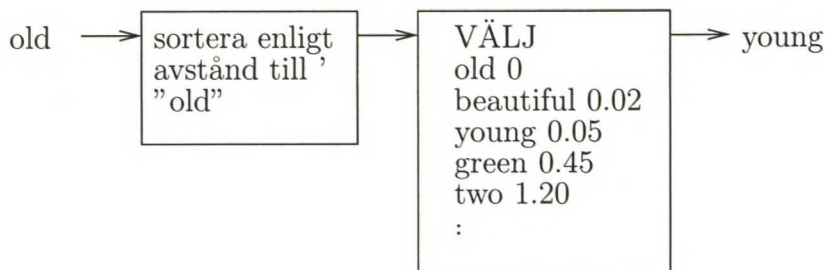 old
sortera enligt
avstånd till '
"old"
VÄLJ
old 0
beautiful 0.02
young 0.05
green 0.45
two 1.20
:
young